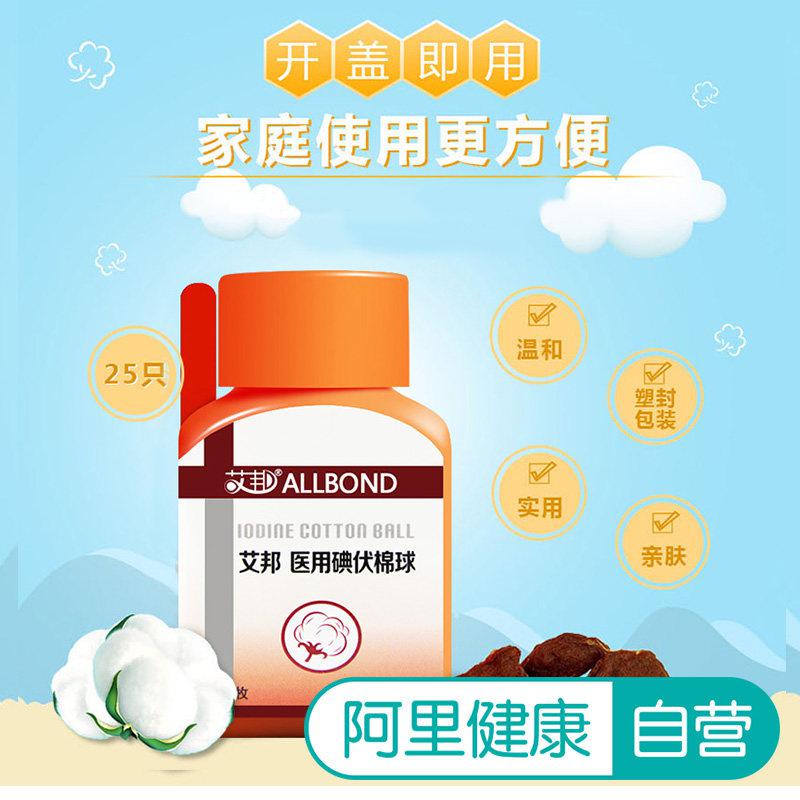 开盖即用
家庭使用更方便
25只
温和
塑封
包装
实用
亲肤
艾邦®ALLBOND
IODINE COTTON BALL
艾邦 医用碘伏棉球
枚
阿里健康 自营